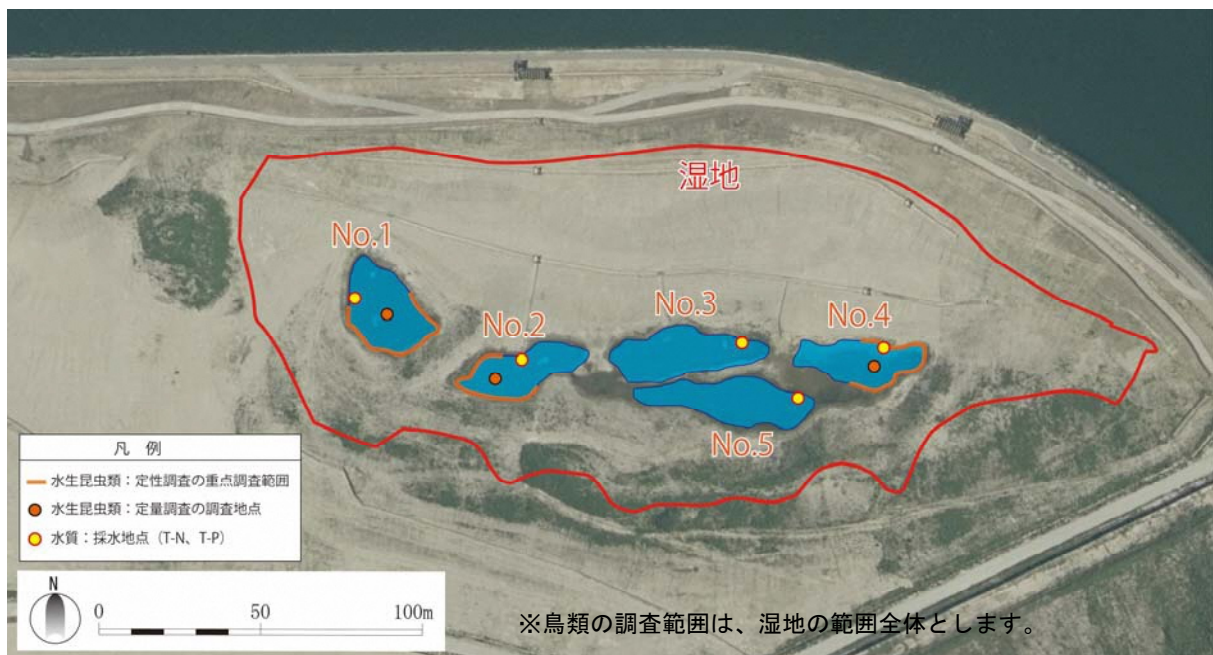 湿地
No.1
No.2
No.3
No.4
No.5
凡 例
水生昆虫類：定性調査の重点調査範囲
水生昆虫類：定量調査の調査地点
水質：採水地点（T-N、T-P）
N
0 50 100m
※鳥類の調査範囲は、湿地の範囲全体とします。